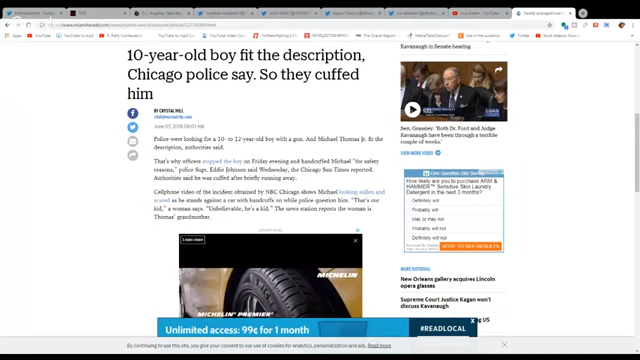 10-year-old boy fit the description,
Chicago police say. So they cuffed
him
BY CRYSTAL HILL
June 07, 2018 08:01 AM
Police were looking for a 10- to 12-year-old boy with a gun. And Michael Thomas Jr. fit the
description, authorities said.
That's why officers stopped the boy on Friday evening and handcuffed Michael "for safety
reasons," police Supt. Eddie Johnson said Wednesday, the Chicago Sun Times reported.
Authorities said he was cuffed after briefly running away.
Cellphone video of the incident obtained by NBC Chicago shows Michael looking sullen and
scared as he stands against a car with handcuffs on while police question him. "That's our
kid," a woman says. "Unbelievable, he's a kid." The news station reports the woman is
Thomas' grandmother.
Learn more
MICHELIN
Kavanaugh in Senate hearing
Sen. Grassley: 'Both Dr. Ford and Judge
Kavanaugh have been through a terrible
couple of weeks'
VIEW MORE VIDEO
One Question Site Survey
How likely are you to purchase ARM &
HAMMER™ Sensitive Skin Laundry
Detergent in the next 3 months?
Definitely will
Probably will
May or may not
Probably will not
Definitely will not
VOTE TO SEE RESULTS
MORE NATIONAL
New Orleans gallery acquires Lincoln
opera glasses
Supreme Court Justice Kagan won't
discuss Kavanaugh
Unlimited access: 99¢ for 1 month
#READLOCAL
X
By continuing to use this site, you give your consent to our use of cookies for analytics, personalization and ads. Read more